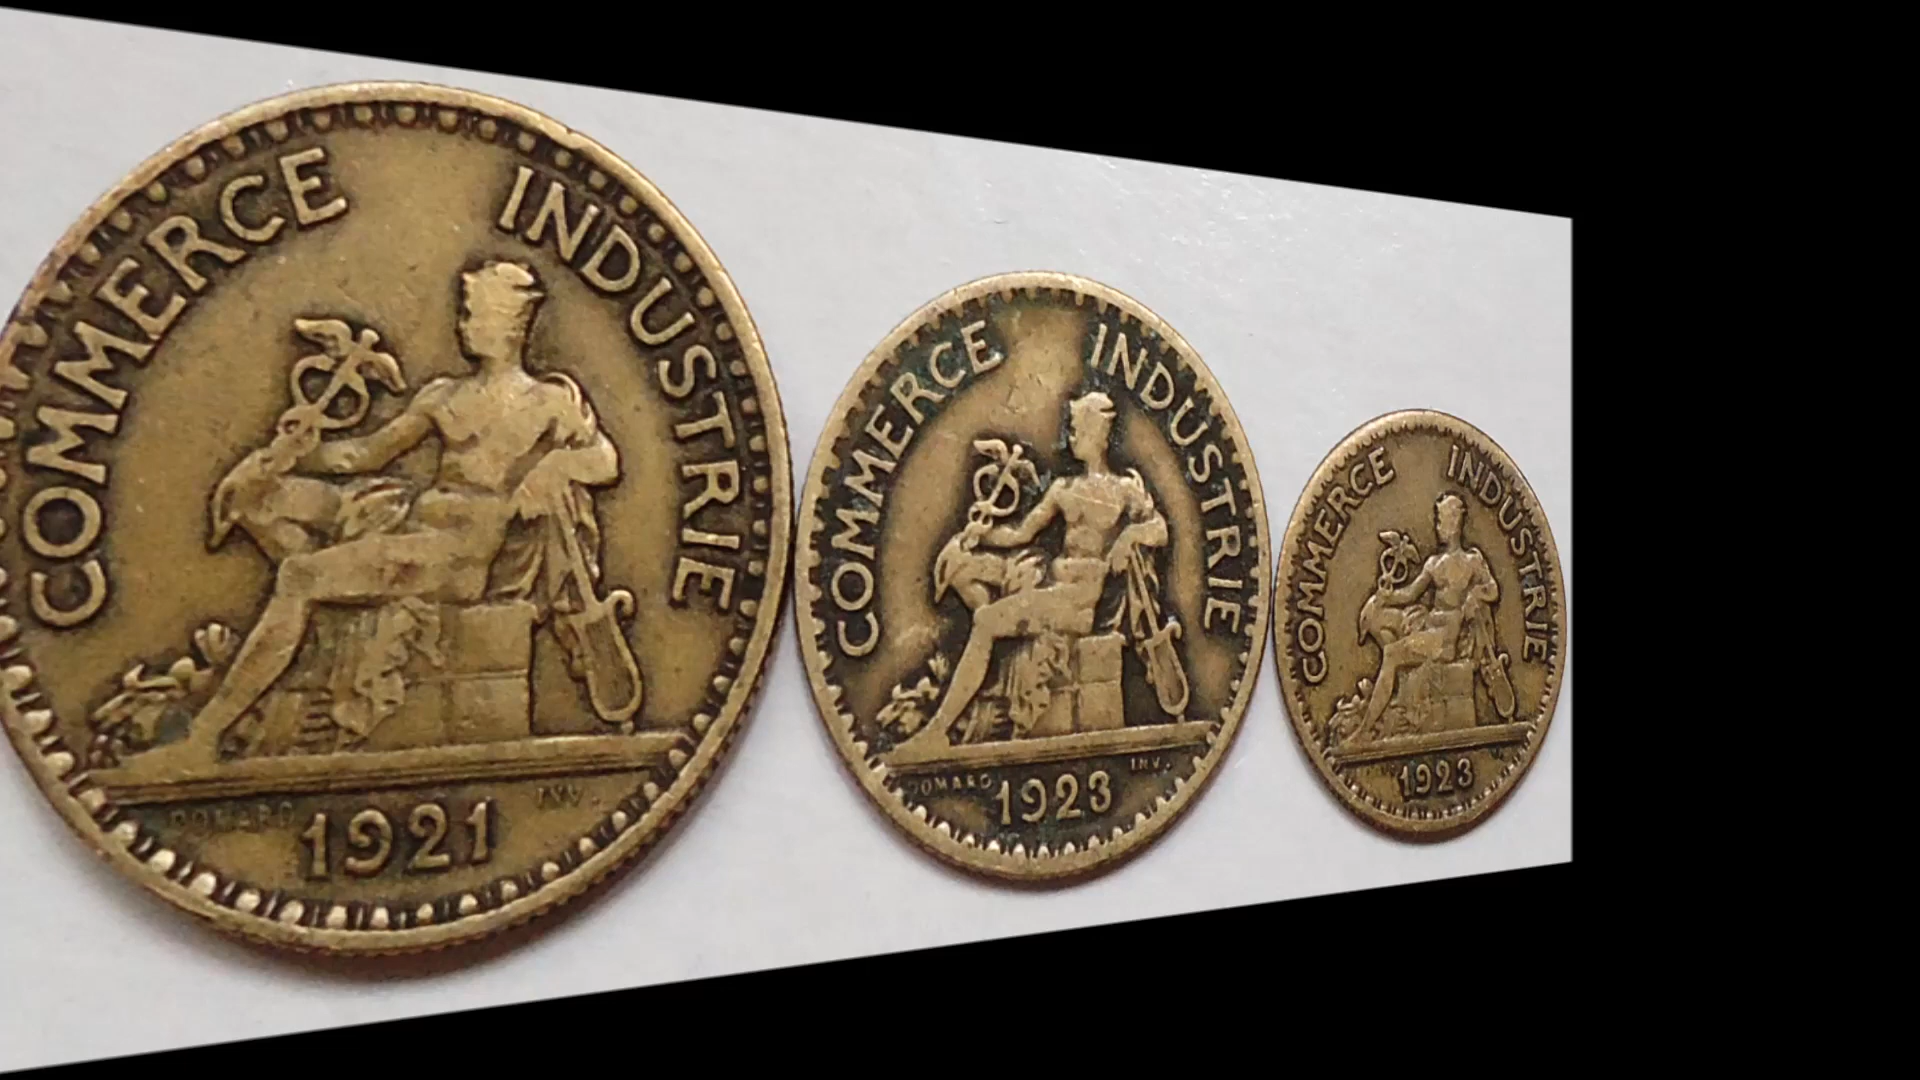 COMMERCE INDUSTRIE
DOMARD INV.
1921
COMMERCE INDUSTRIE
DOMARD INV.
1923
COMMERCE INDUSTRIE
1923